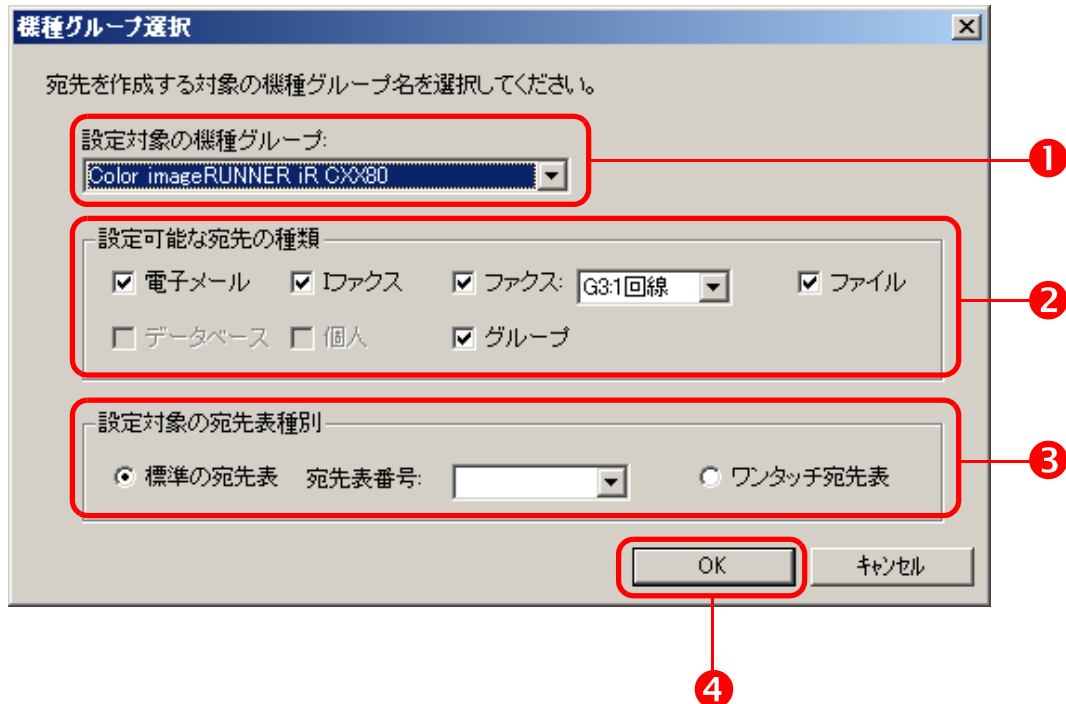 機種グループ選択
宛先を作成する対象の機種グループ名を選択してください。
設定対象の機種グループ:
Color imageRUNNER iR CXX80
❶
設定可能な宛先の種類
電子メール Iファクス ファクス: G3:1回線 ファイル
❷
データベース 個人 グループ
設定対象の宛先表種別
❸
標準の宛先表 宛先表番号: ワンタッチ宛先表
OK キャンセル
❹